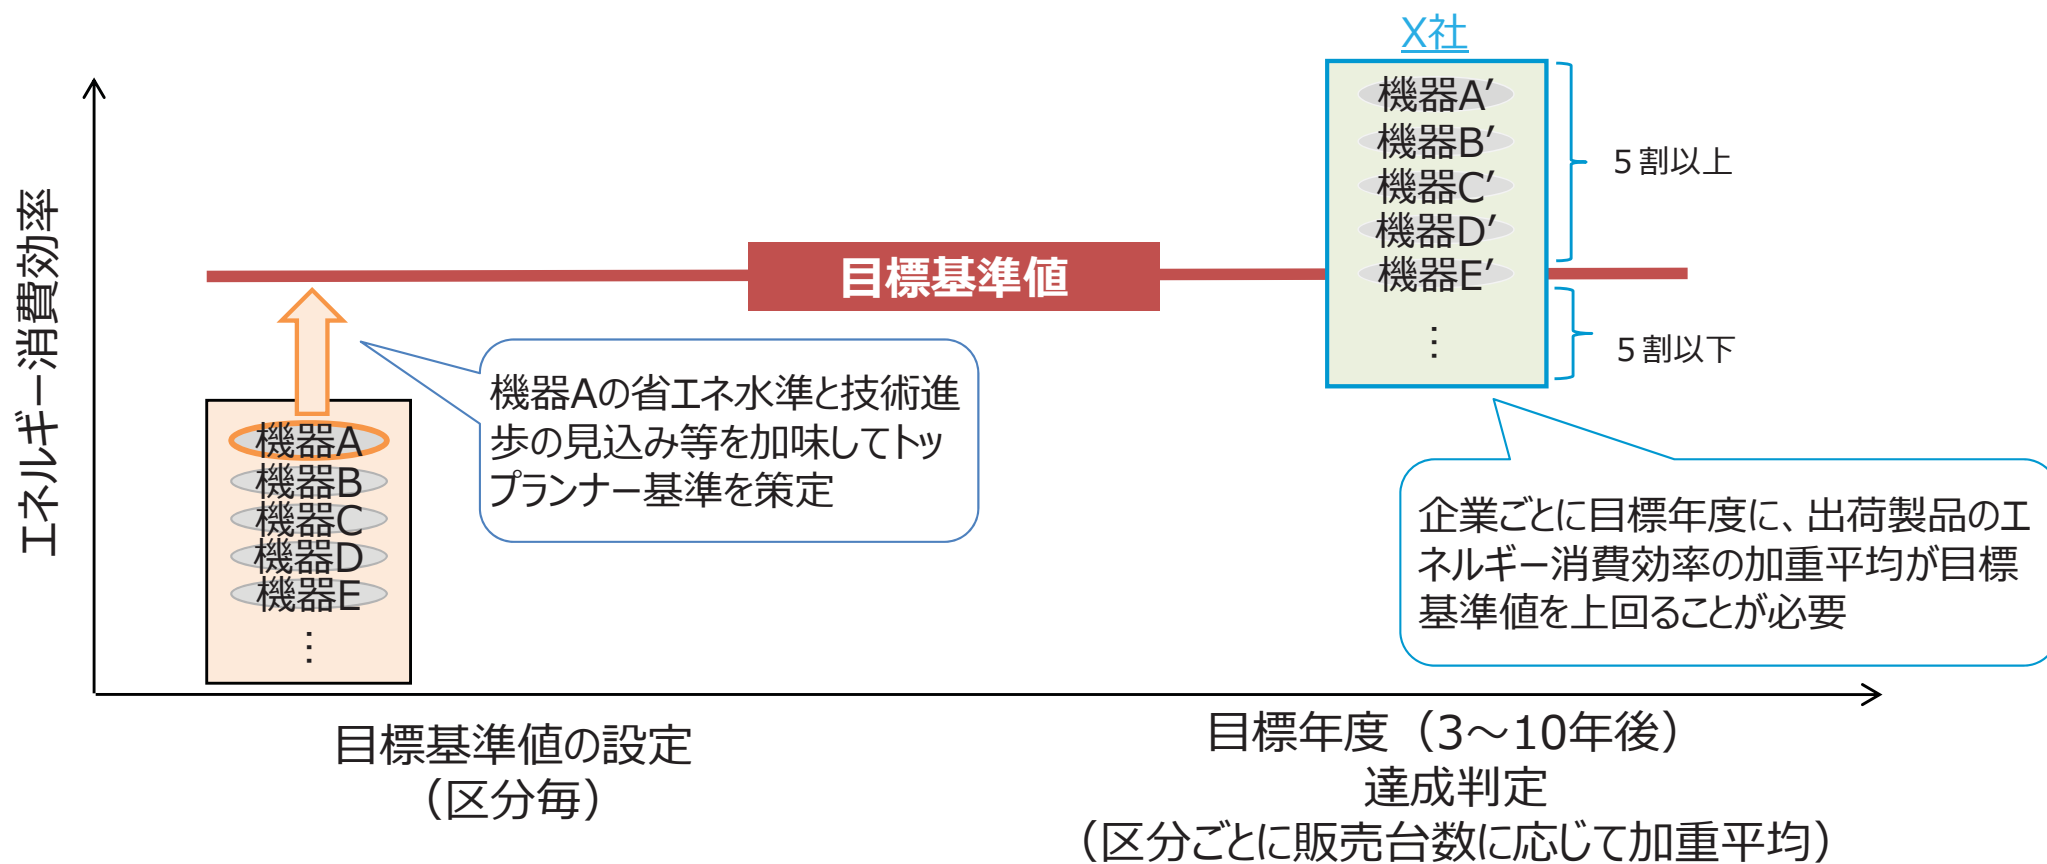 X社
機器A′
機器B′
機器C′
機器D′
機器E′
⋮
5割以上
5割以下
エネルギー消費効率
目標基準値
機器Aの省エネ水準と技術進
歩の見込み等を加味してトッ
プランナー基準を策定
機器A
機器B
機器C
機器D
機器E
⋮
企業ごとに目標年度に、出荷製品のエ
ネルギー消費効率の加重平均が目標
基準値を上回ることが必要
目標基準値の設定
（区分毎）
目標年度（3～10年後）
達成判定
（区分ごとに販売台数に応じて加重平均）